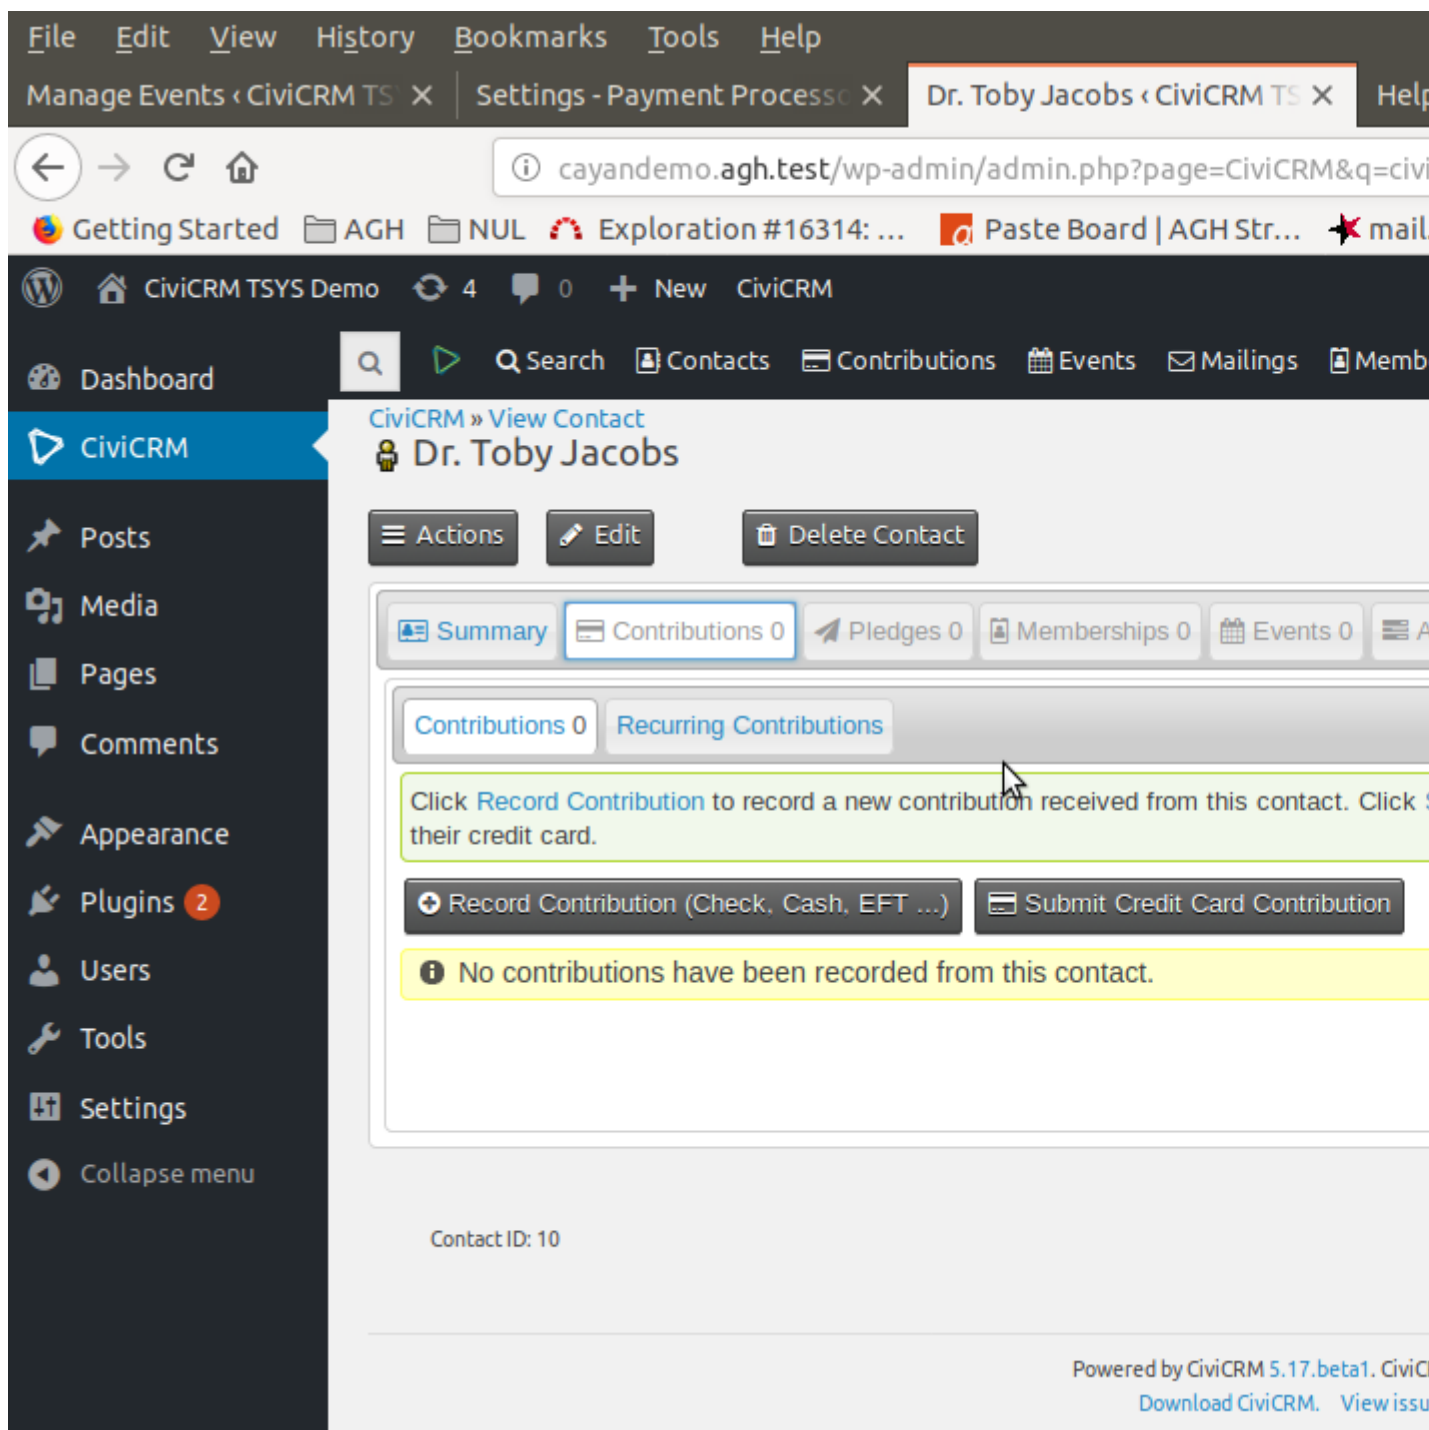 File Edit View History Bookmarks Tools Help
Manage Events ‹ CiviCRM TS Settings - Payment Processo Dr. Toby Jacobs ‹ CiviCRM TS Help
cayandemo.agh.test/wp-admin/admin.php?page=CiviCRM&q=civi
Getting Started AGH NUL Exploration #16314: ... Paste Board | AGH Str... mail.
CiviCRM TSYS Demo 4 0 New CiviCRM
Search Contacts Contributions Events Mailings Memb
Dashboard
CiviCRM
Posts
Media
Pages
Comments
Appearance
Plugins 2
Users
Tools
Settings
Collapse menu
CiviCRM » View Contact
Dr. Toby Jacobs
Actions Edit Delete Contact
Summary Contributions 0 Pledges 0 Memberships 0 Events 0 A
Contributions 0 Recurring Contributions
Click Record Contribution to record a new contribution received from this contact. Click
their credit card.
Record Contribution (Check, Cash, EFT ...) Submit Credit Card Contribution
No contributions have been recorded from this contact.
Contact ID: 10
Powered by CiviCRM 5.17.beta1. CiviC
Download CiviCRM. View issu